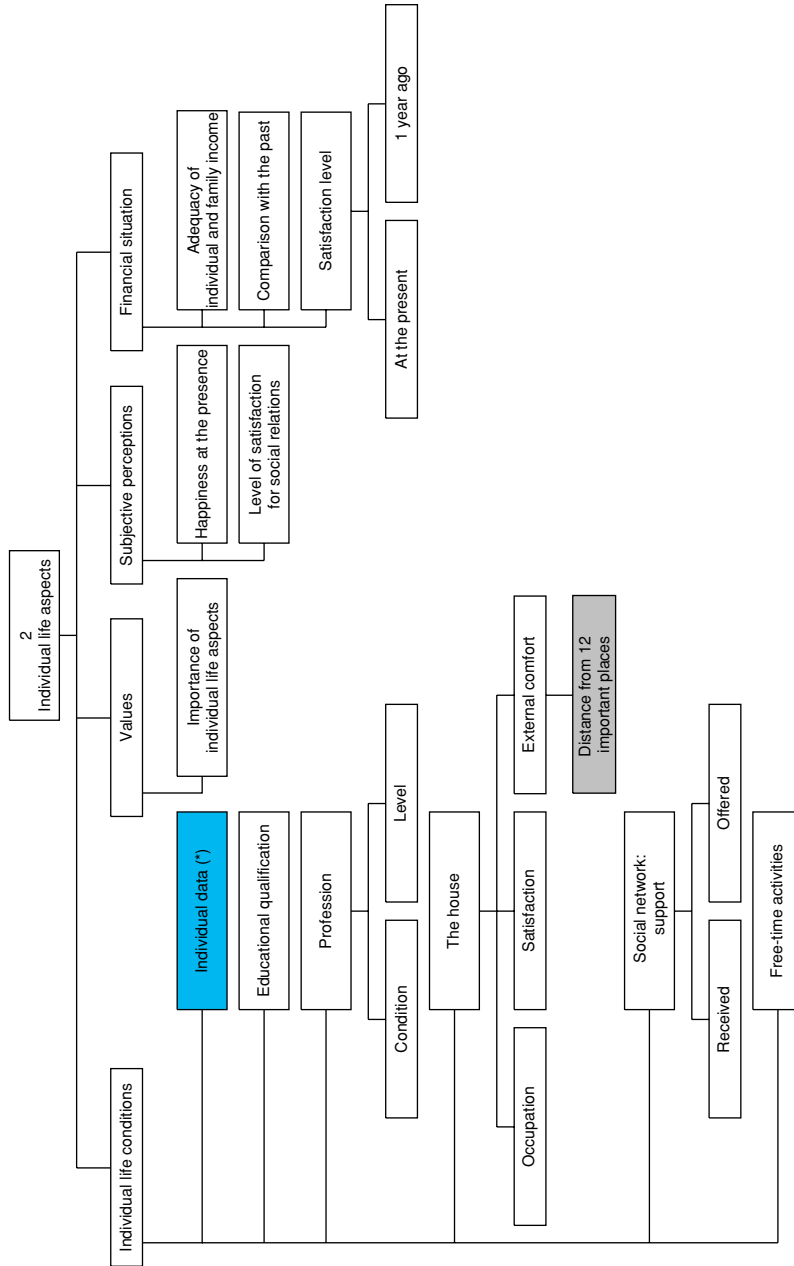 2
Individual life aspects
Individual life conditions
Values
Subjective perceptions
Financial situation
Individual data (*)
Importance of
individual life aspects
Happiness at the presence
Adequacy of
individual and family income
Educational qualification
Level of satisfaction
for social relations
Comparison with the past
Profession
Satisfaction level
Condition
Level
At the present
1 year ago
The house
Occupation
Satisfaction
External comfort
Distance from 12
important places
Social network:
support
Received
Offered
Free-time activities